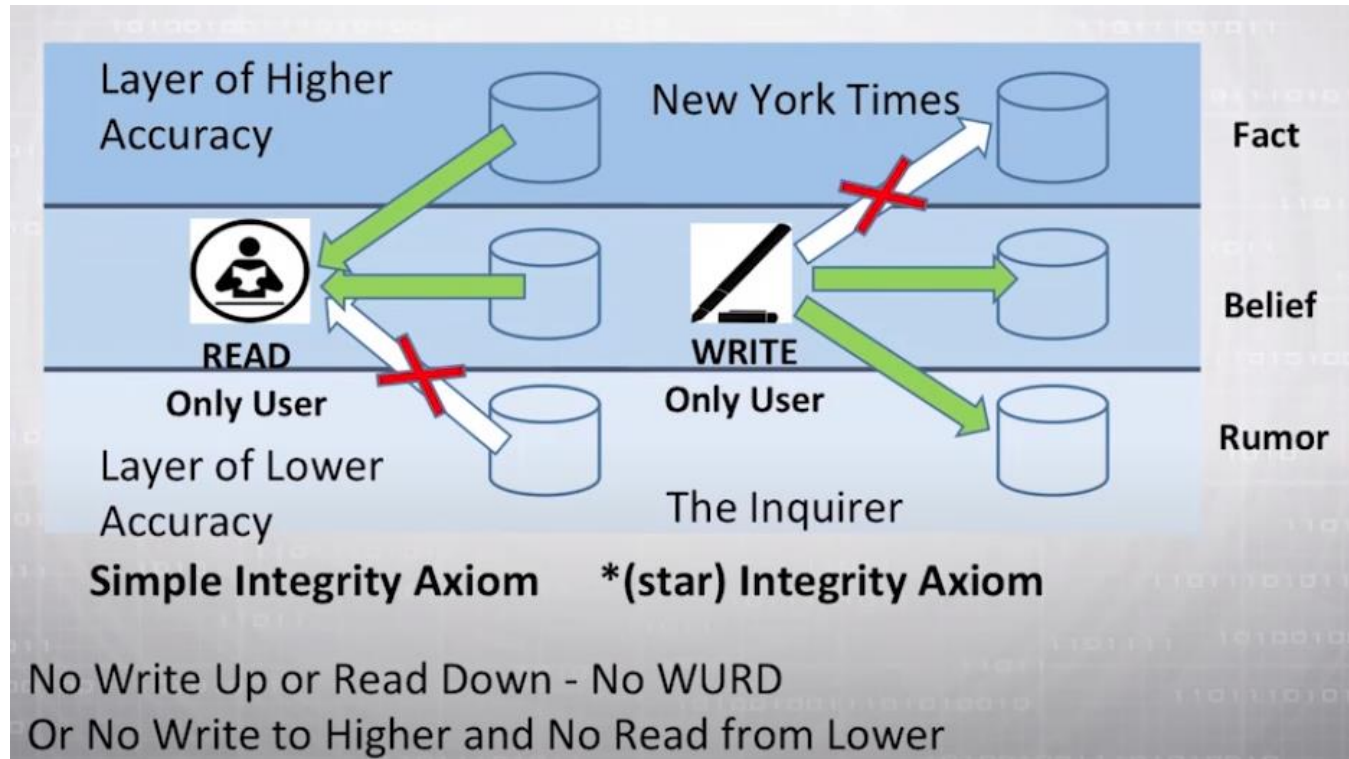 Layer of Higher
Accuracy
New York Times
Fact
READ
Only User
WRITE
Only User
Belief
Layer of Lower
Accuracy
The Inquirer
Rumor
Simple Integrity Axiom
*(star) Integrity Axiom
No Write Up or Read Down - No WURD
Or No Write to Higher and No Read from Lower